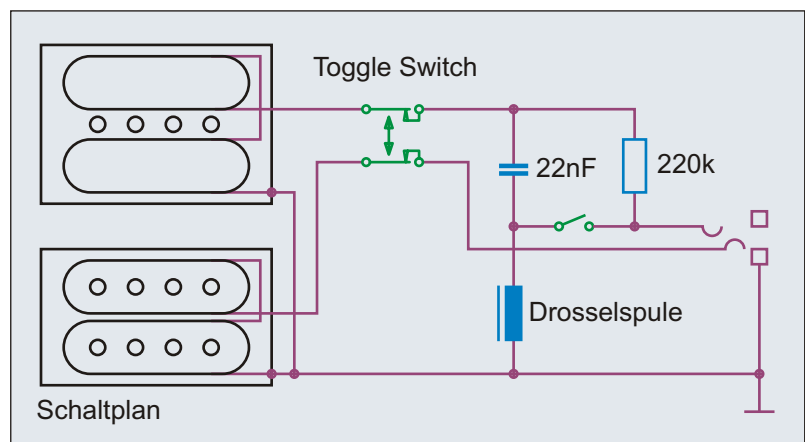 Toggle Switch
22nF
220k
Drosselspule
Schaltplan